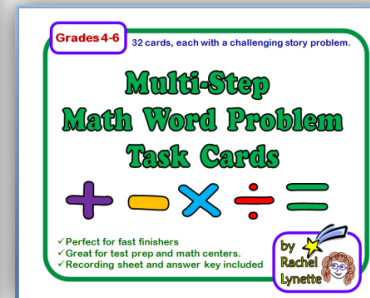 Grades 4-6
32 cards, each with a challenging story problem.
Multi-Step
Math Word Problem
Task Cards
+ - × ÷ =
✓ Perfect for fast finishers
✓ Great for test prep and math centers.
✓ Recording sheet and answer key included
by
Rachel
Lynette